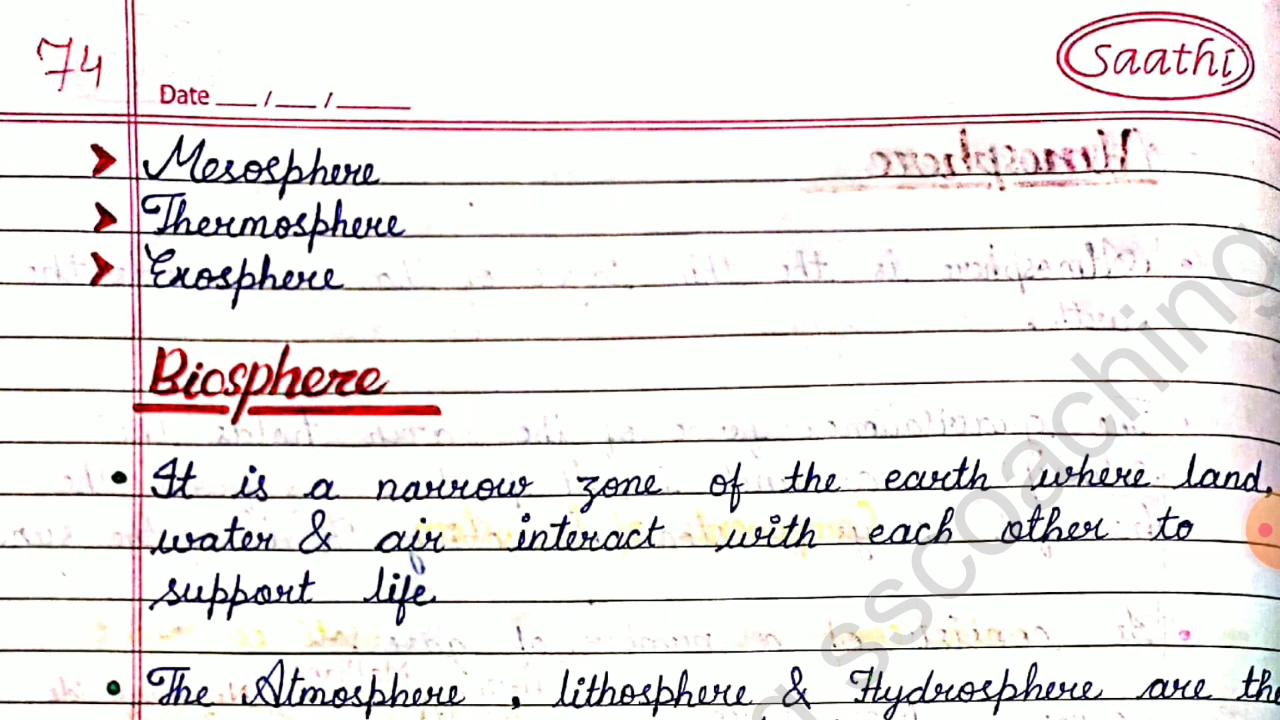 74
Date __ / __ / ____
Saathi
Mesosphere
Thermosphere
Exosphere
Biosphere
• It is a narrow zone of the earth where land,
water & air interact with each other to
support life.
• The Atmosphere, lithosphere & Hydrosphere are the
sscoaching